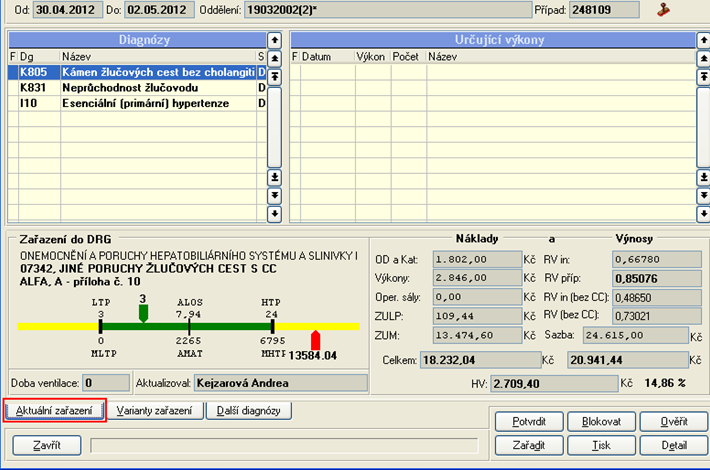 Od: 30.04.2012 Do: 02.05.2012 Oddělení: 19032002(2)* Případ: 248109
Diagnózy
F Dg Název S
K805 Kámen žlučových cest bez cholangiti D
K831 Neprůchodnost žlučovodu D
I10 Esenciální (primární) hypertenze D
Určující výkony
F Datum Výkon Počet Název
Zařazení do DRG
ONEMOCNĚNÍ A PORUCHY HEPATOBILIÁRNÍHO SYSTÉMU A SLINIVKY I
07342, JINÉ PORUCHY ŽLUČOVÝCH CEST S CC
ALFA, A - příloha č. 10
3
LTP ALOS HTP
3 7,94 24
0 2265 6795
MLTP AMAT MHTP 13584.04
Doba ventilace: 0 Aktualizoval: Kejzarová Andrea
Náklady a Výnosy
OD a Kat: 1.802,00 Kč RV in: 0,66780
Výkony: 2.846,00 Kč RV příp: 0,85076
Oper. sály: 0,00 Kč RV in (bez CC): 0,48650
ZULP: 109,44 Kč RV (bez CC): 0,73021
ZUM: 13.474,60 Kč Sazba: 24.615,00 Kč
Celkem: 18.232,04 Kč 20.941,44 Kč
HV: 2.709,40 Kč 14,86 %
Aktuální zařazení Varianty zařazení Další diagnózy
Potvrdit Blokovat Ověřit
Zavřít Zařadit Tisk Detail